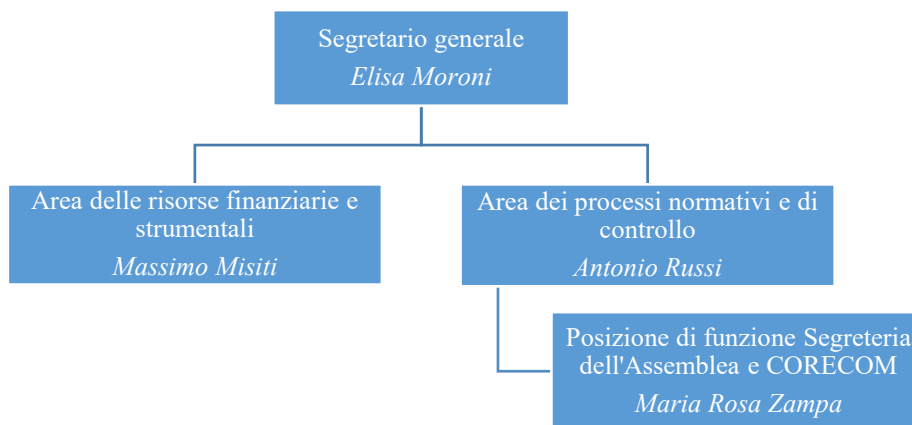 Segretario generale
Elisa Moroni
Area delle risorse finanziarie e
strumentali
Massimo Misiti
Area dei processi normativi e di
controllo
Antonio Russi
Posizione di funzione Segreteria
dell'Assemblea e CORECOM
Maria Rosa Zampa